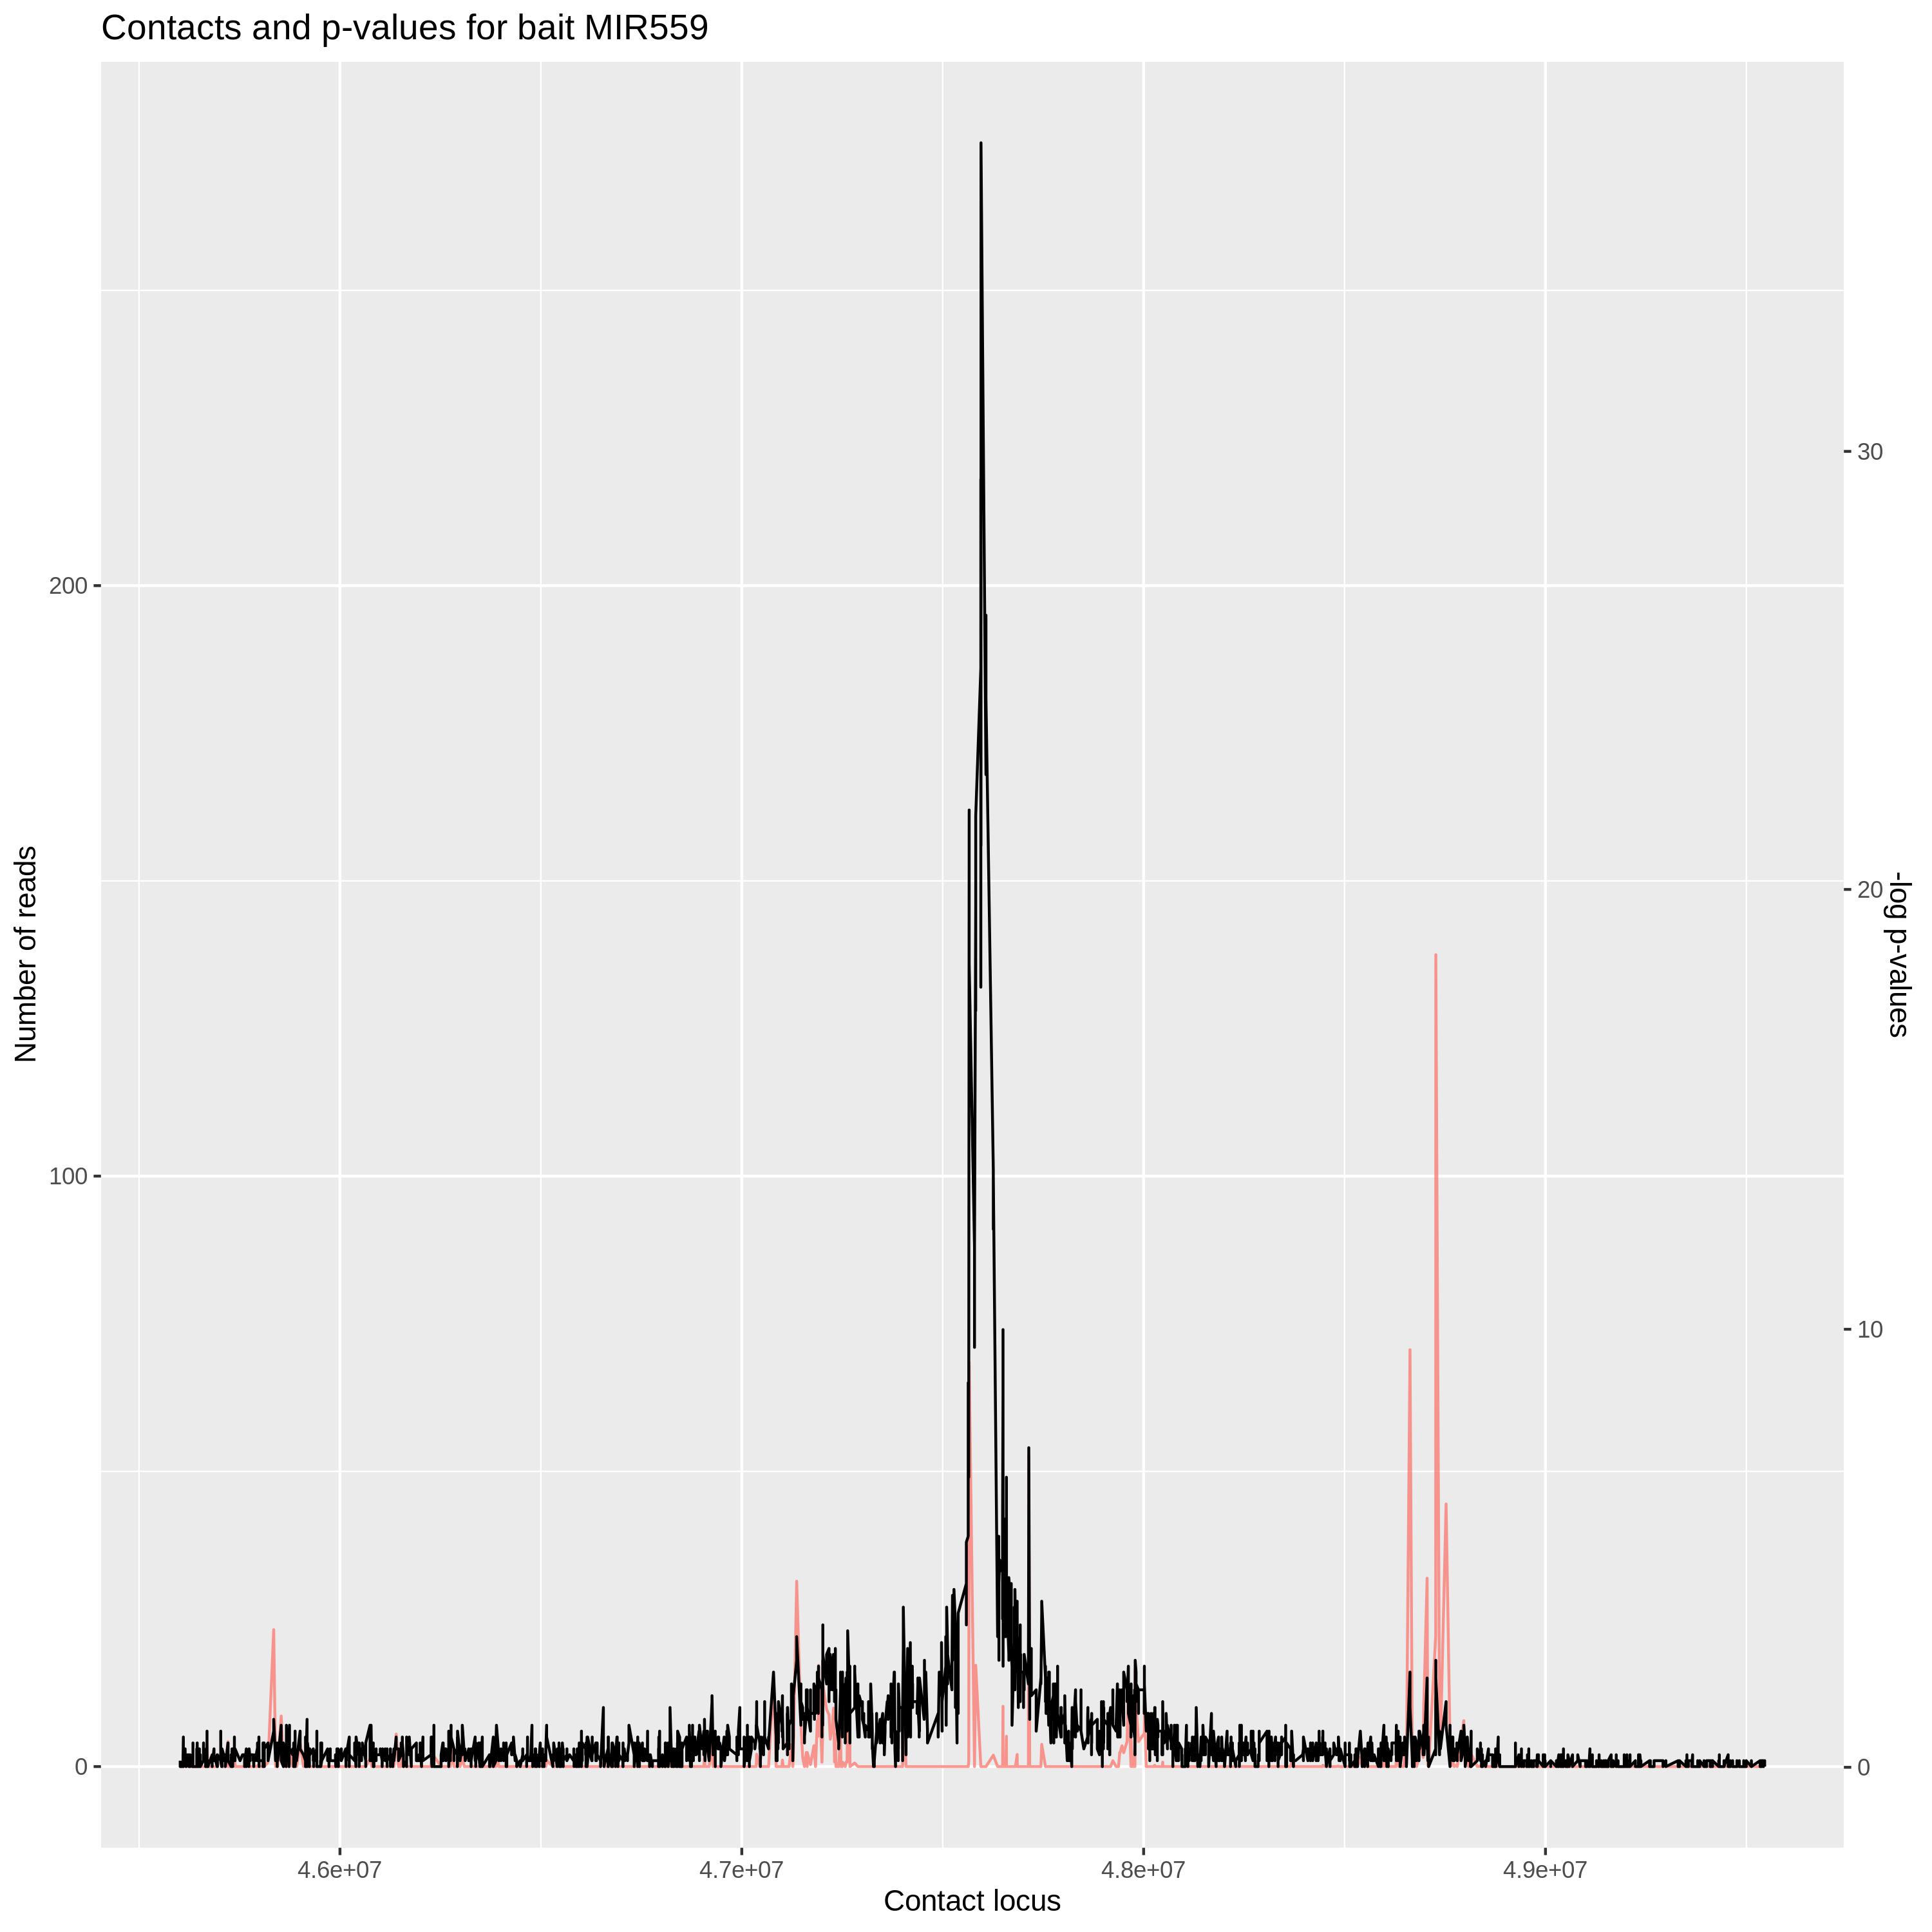 Contacts and p-values for bait MIR559
Number of reads
200
100
0
30
20
10
0
-log p-values
4.6e+07 4.7e+07 4.8e+07 4.9e+07
Contact locus